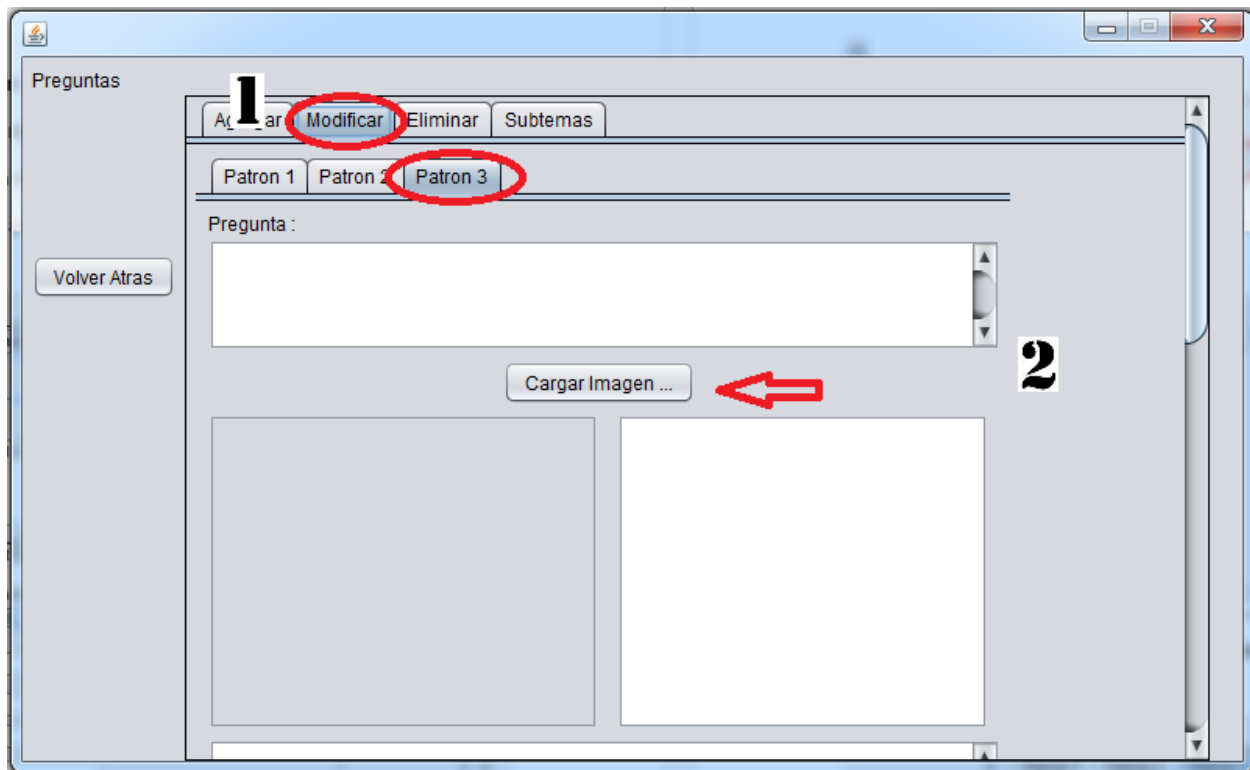 Preguntas
1
Modificar Eliminar Subtemas
Patron 1 Patron 2 Patron 3
Pregunta :
Volver Atras
Cargar Imagen ...
2